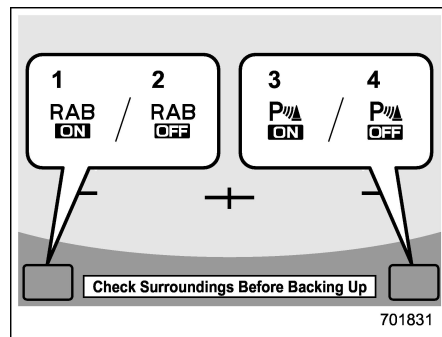 1 2 3 4
RAB / RAB P / P
ON OFF ON OFF
Check Surroundings Before Backing Up
701831